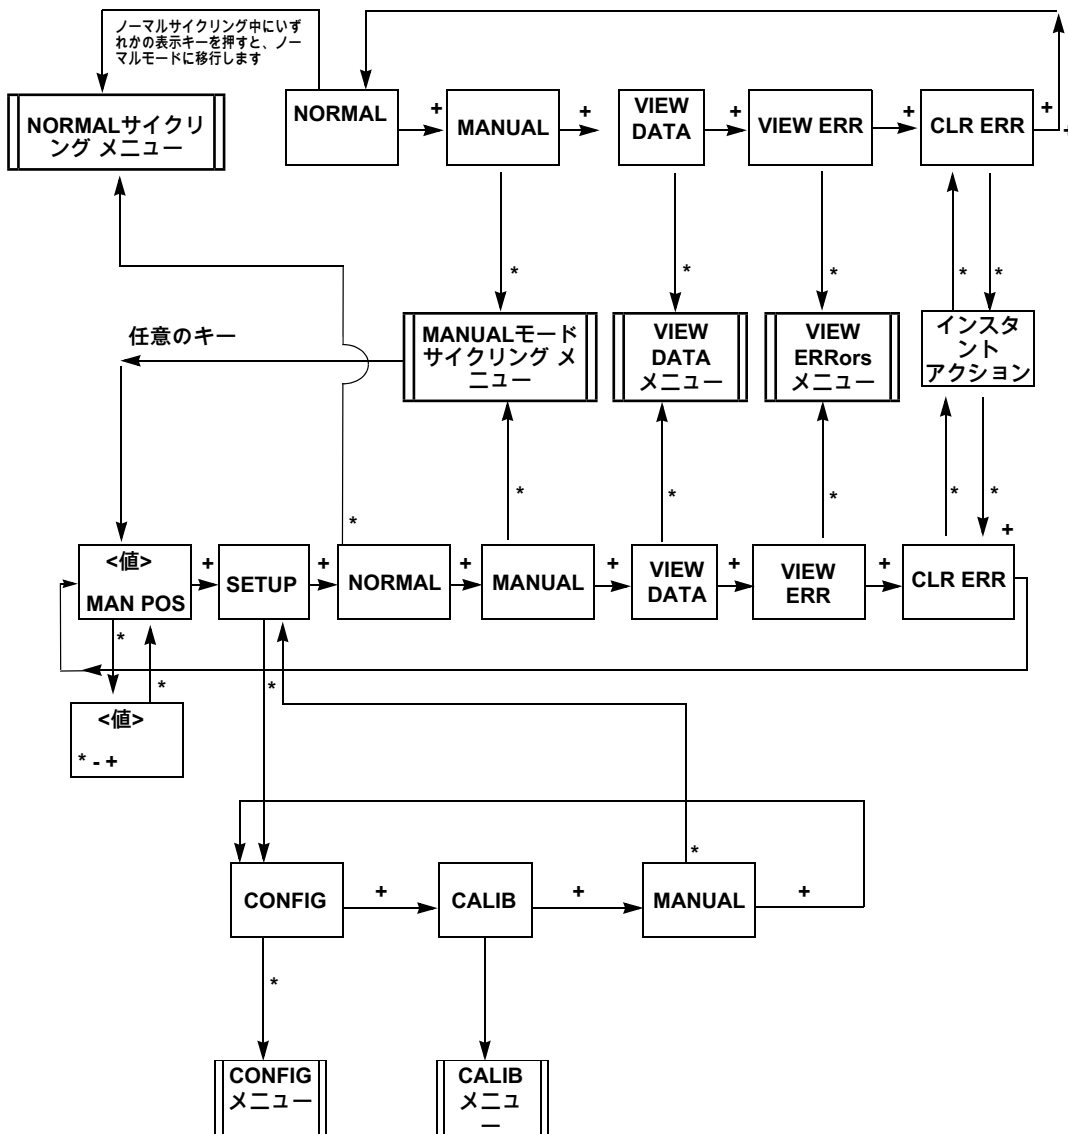 ノーマルサイクリング中にいず
れかの表示キーを押すと、ノー
マルモードに移行します
NORMALサイクリ
ング メニュー
NORMAL
+
MANUAL
+
VIEW
DATA
+
VIEW ERR
+
CLR ERR
+
+
*
*
*
*
*
任意のキー
MANUALモード
サイクリング メ
ニュー
VIEW
DATA
メニュー
VIEW
ERRors
メニュー
インスタ
ント
アクション
*
*
*
*
*
*
+
<値>
MAN POS
+
SETUP
+
NORMAL
+
MANUAL
+
VIEW
DATA
+
VIEW
ERR
+
CLR ERR
*
*
*
<値>
* - +
*
CONFIG
+
CALIB
+
MANUAL
+
*
CONFIG
メニュー
CALIB
メニュ
ー